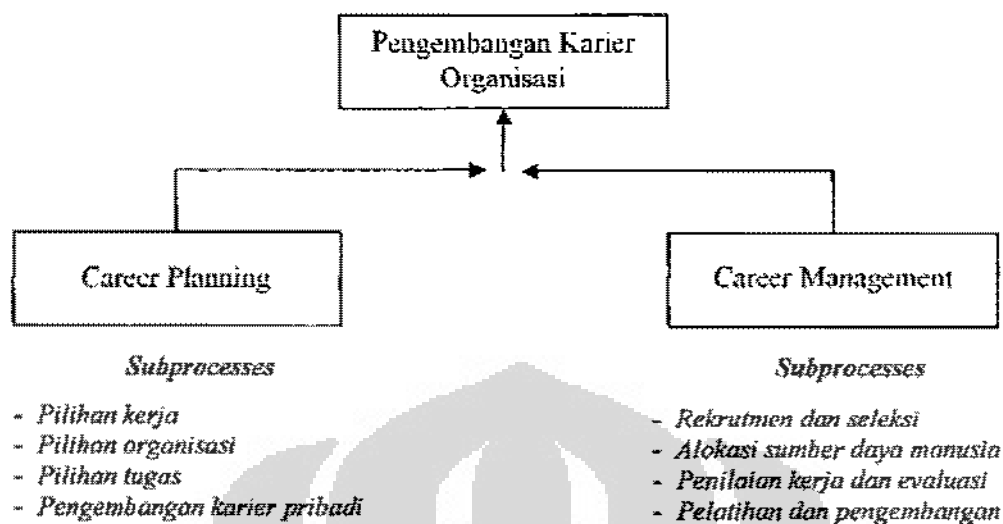 Pengembangan Karier
Organisasi
Career Planning
Career Management
Subprocesses
- Pilihan kerja
- Pilihan organisasi
- Pilihan tugas
- Pengembangan karier pribadi
Subprocesses
- Rekrutmen dan seleksi
- Alokasi sumber daya manusia
- Penilaian kerja dan evaluasi
- Pelatihan dan pengembangan